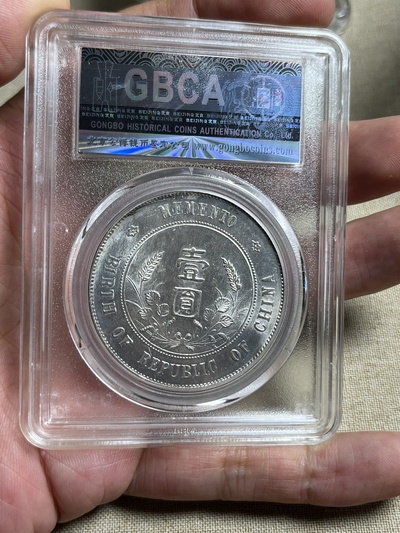 GBCA
GONGBO HISTORICAL COINS AUTHENTICATION Co., Ltd.
www.gongbocoins.com
MEMENTO
壹圓
BIRTH OF REPUBLIC OF CHINA